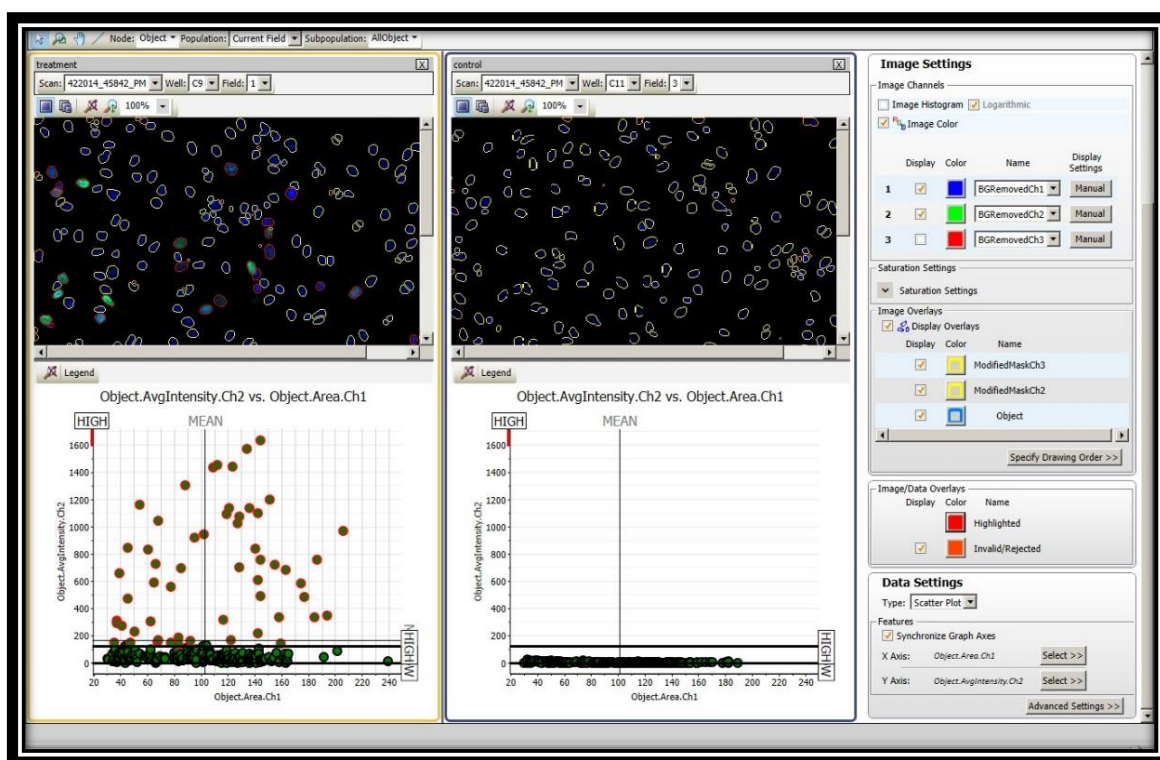 Node: Object Population: Current Field Subpopulation: AllObject
treatment X
Scan: 422014_45842_PM Well: C9 Field: 1
100%
Legend
Object.AvgIntensity.Ch2 vs. Object.Area.Ch1
HIGH MEAN
1600
1400
1200
1000
800
600
400
200
0
Object.AvgIntensity.Ch2
HIGH
20 40 60 80 100 120 140 160 180 200 240
Object.Area.Ch1
control X
Scan: 422014_45842_PM Well: C11 Field: 3
100%
Legend
Object.AvgIntensity.Ch2 vs. Object.Area.Ch1
HIGH MEAN
1600
1400
1200
1000
800
600
400
200
0
Object.AvgIntensity.Ch2
HIGH
20 40 60 80 100 120 140 160 180 200 240
Object.Area.Ch1
Image Settings
Image Channels
Image Histogram Logarithmic
Image Color
Display Color Name Display Settings
1 BGRemovedCh1 Manual
2 BGRemovedCh2 Manual
3 BGRemovedCh3 Manual
Saturation Settings
Saturation Settings
Image Overlays
Display Overlays
Display Color Name
ModifiedMaskCh3
ModifiedMaskCh2
Object
Specify Drawing Order >>
Image/Data Overlays
Display Color Name
Highlighted
Invalid/Rejected
Data Settings
Type: Scatter Plot
Features
Synchronize Graph Axes
X Axis: Object.Area.Ch1 Select >>
Y Axis: Object.AvgIntensity.Ch2 Select >>
Advanced Settings >>